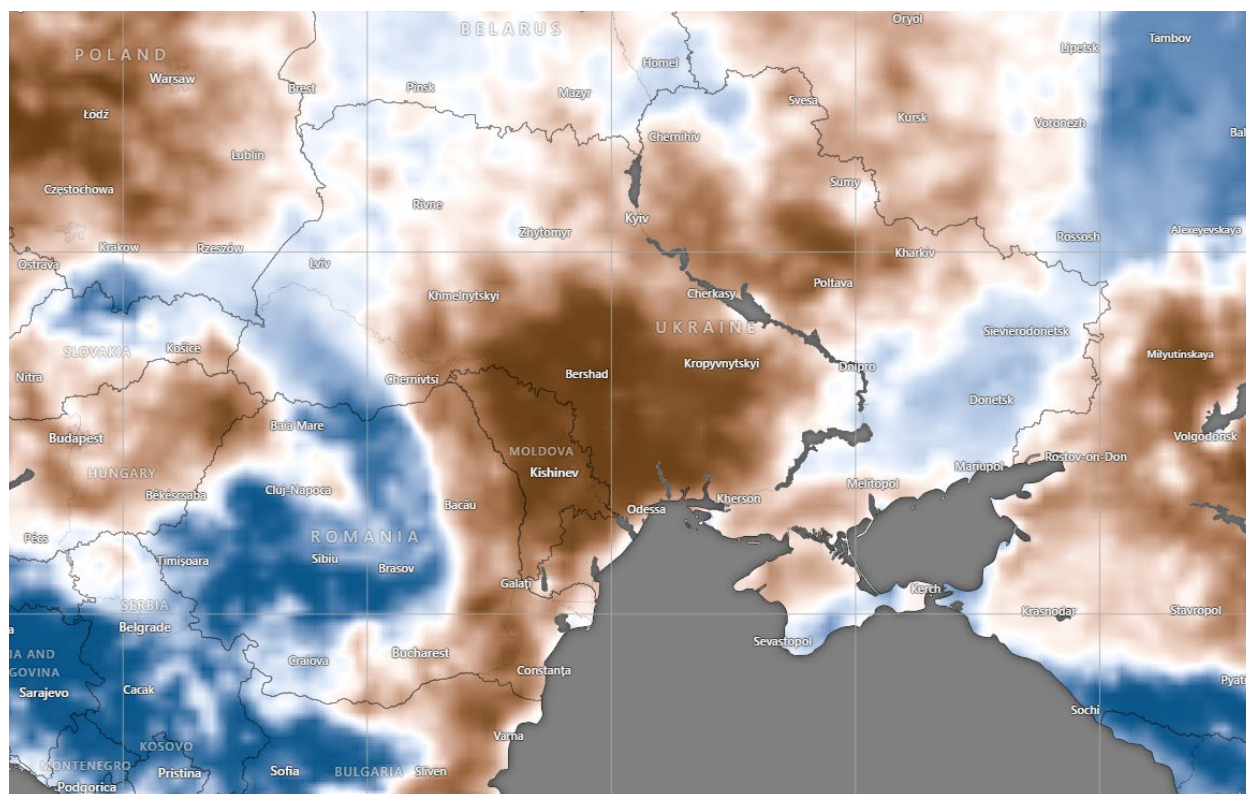 Oryol
BELARUS
Tambov
Lipetsk
POLAND
Homel
Warsaw
Brest
Pinsk
Mazyr
Svesa
Łódź
Kursk
Voronezh
Bal
Chernihiv
Lublin
Sumy
Częstochowa
Rivne
Kyiv
Zhytomyr
Alexeyevskaya
Rossosh
Krakow
Rzeszów
Kharkiv
Ostrava
Lviv
Poltava
Khmelnytskyi
Cherkasy
UKRAINE
Sievierodonetsk
SLOVAKIA
Košice
Milyutinskaya
Kropyvnytskyi
Dnipro
Nitra
Chernivtsi
Bershad
Donetsk
Baia Mare
Budapest
Volgodonsk
MOLDOVA
Rostov-on-Don
HUNGARY
Kishinev
Mariupol
Melitopol
Cluj-Napoca
Békéscsaba
Kherson
Bacău
Odessa
Pécs
ROMANIA
Timișoara
Sibiu
Brasov
Galați
Kerch
SERBIA
Krasnodar
Stavropol
Belgrade
a
Sevastopol
IA AND
GOVINA
Craiova
Bucharest
Constanța
Pyati
Sarajevo
Cacak
Sochi
Varna
KOSOVO
MONTENEGRO
Pristina
Sofia
BULGARIA
Sliven
Podgorica